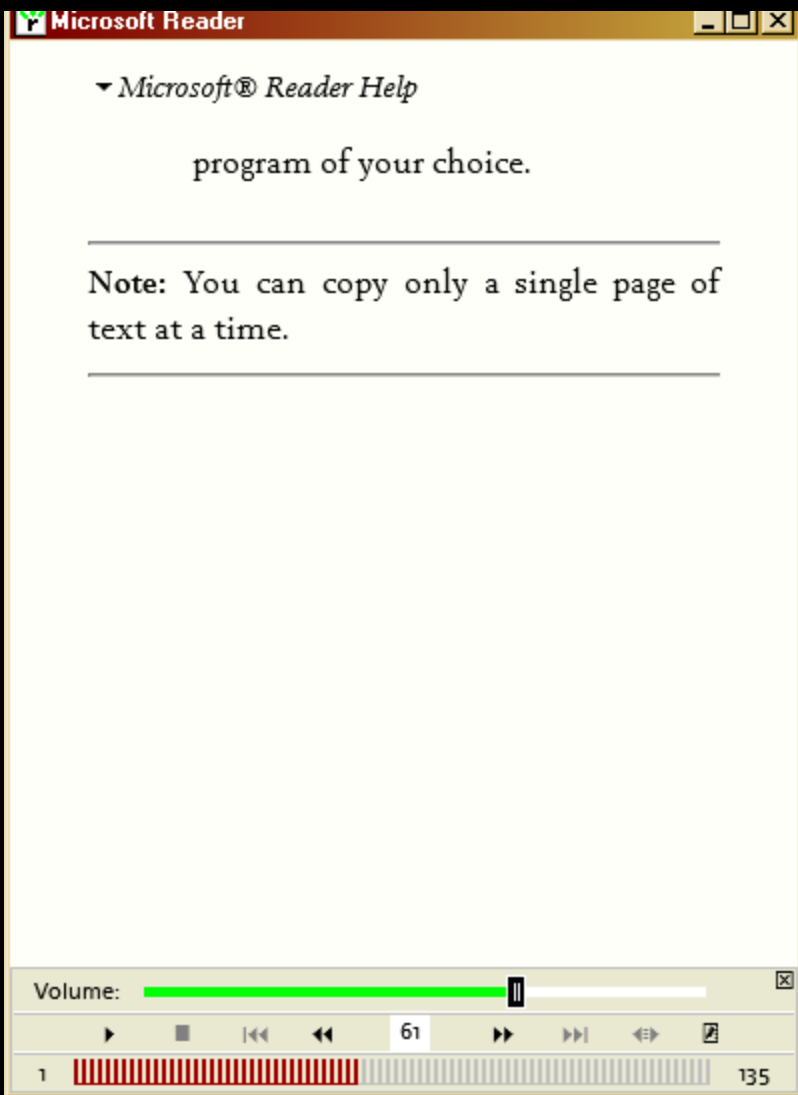 Microsoft Reader
Microsoft® Reader Help
program of your choice.
Note: You can copy only a single page of
text at a time.
Volume:
61
1 135